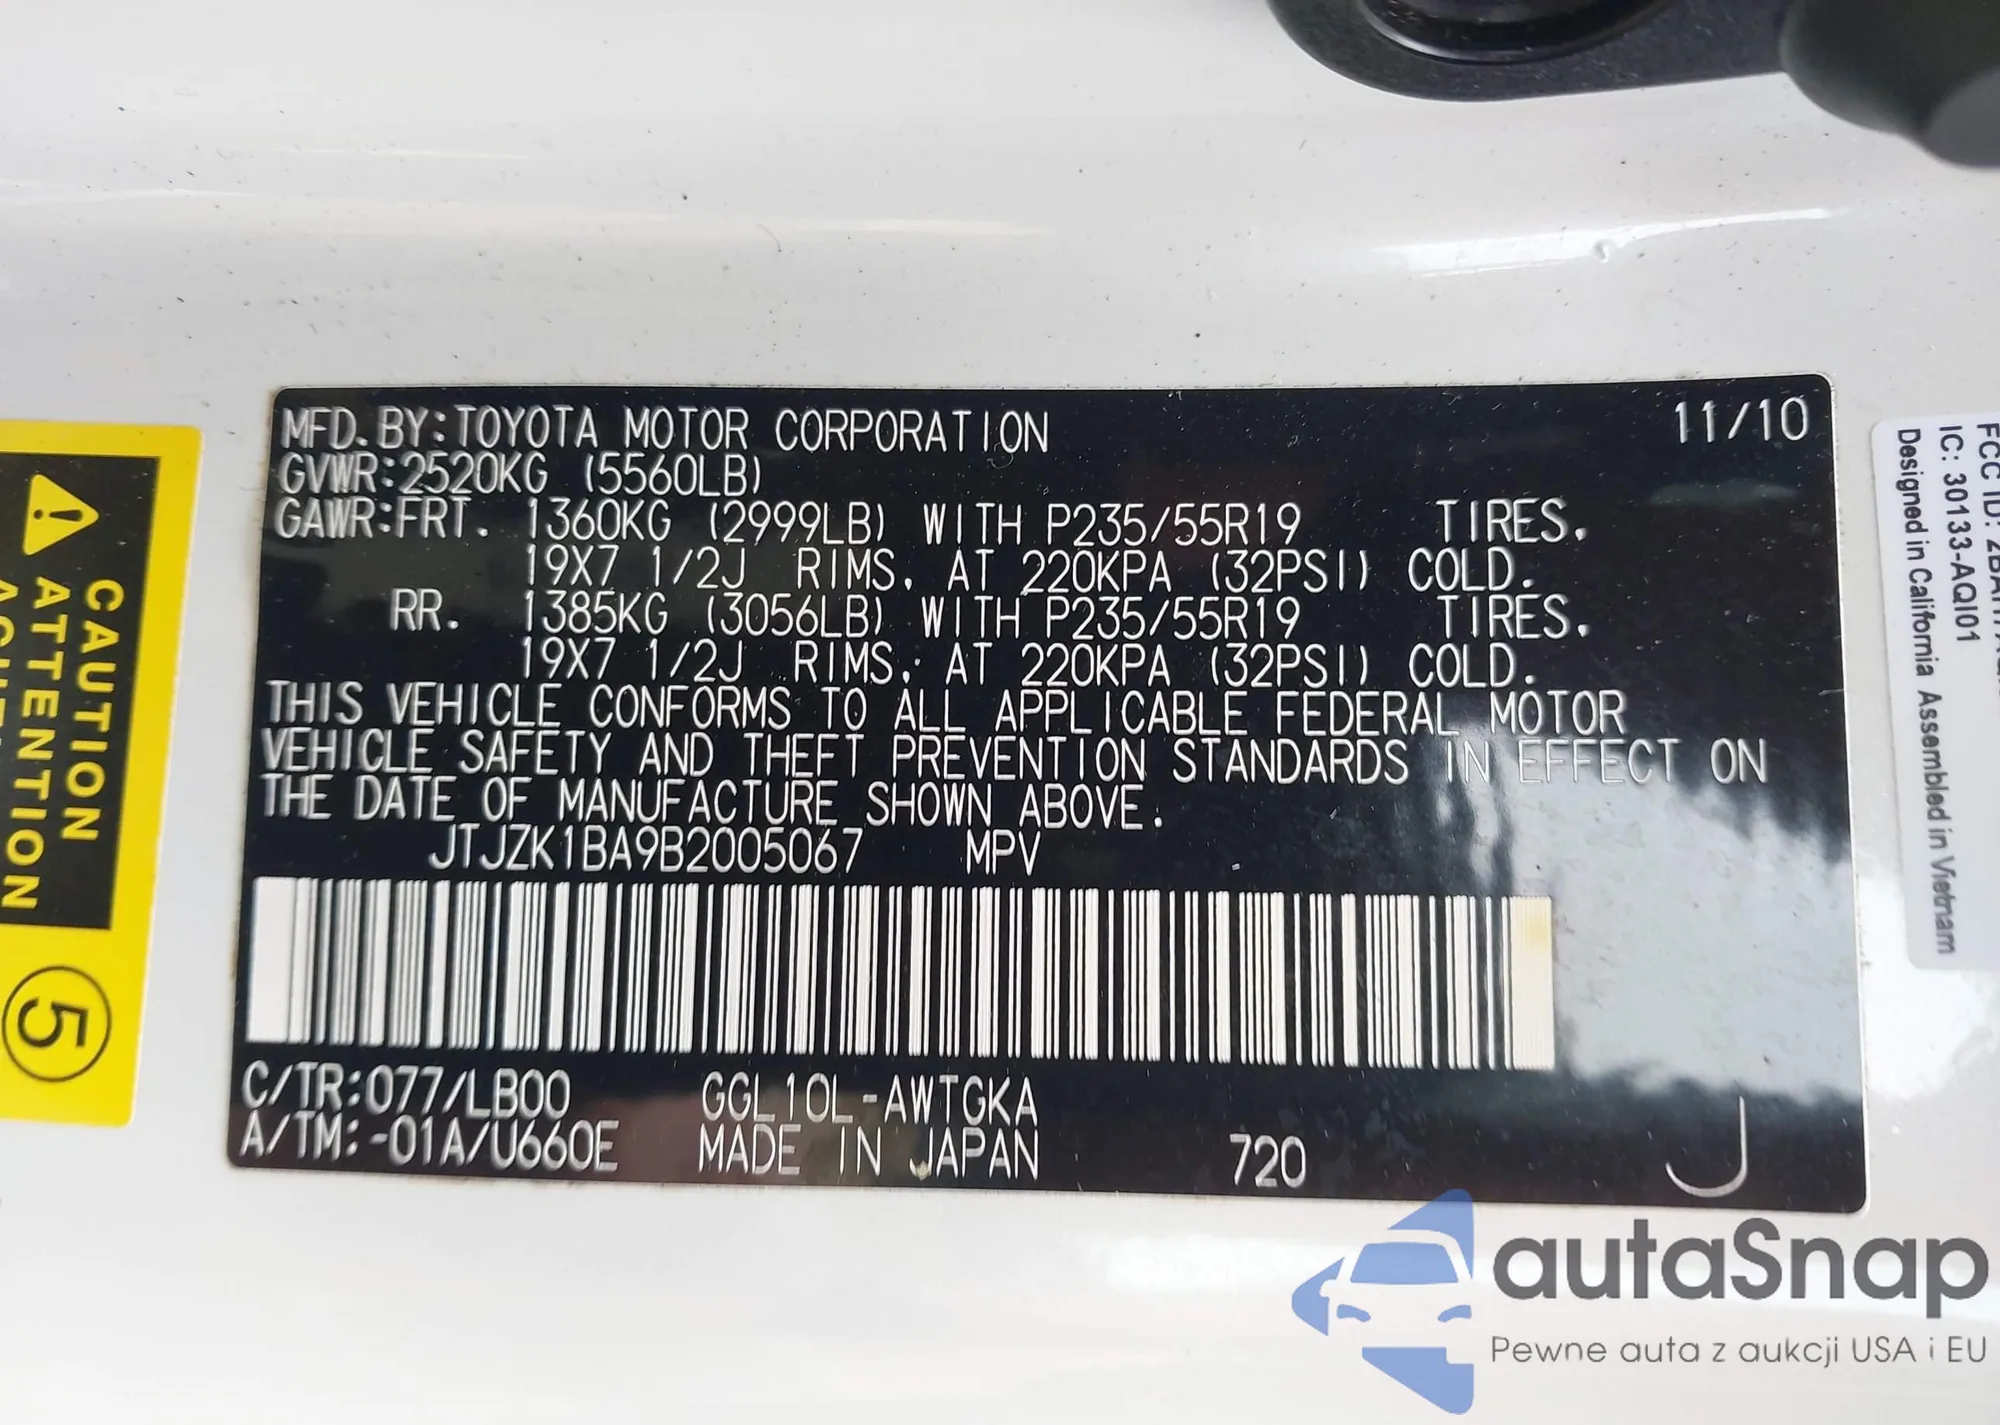 MFD. BY: TOYOTA MOTOR CORPORATION 11/10
GVWR: 2520KG (5560LB)
GAWR: FRT. 1360KG (2999LB) WITH P235/55R19 TIRES.
19X7 1/2J RIMS. AT 220KPA (32PSI) COLD.
RR. 1385KG (3056LB) WITH P235/55R19 TIRES.
19X7 1/2J RIMS. AT 220KPA (32PSI) COLD.
THIS VEHICLE CONFORMS TO ALL APPLICABLE FEDERAL MOTOR
VEHICLE SAFETY AND THEFT PREVENTION STANDARDS IN EFFECT ON
THE DATE OF MANUFACTURE SHOWN ABOVE.
JTJZK1BA9B2005067 MPV
C/TR: 077/LB00 GGL10L-AWTGKA
A/TM: -01A/U660E MADE IN JAPAN 720 J
CAUTION
ATTENTION
5
FCC ID:
IC: 30133-AQI01
Designed in California Assembled in Vietnam
autaSnap
Pewne auta z aukcji USA i EU